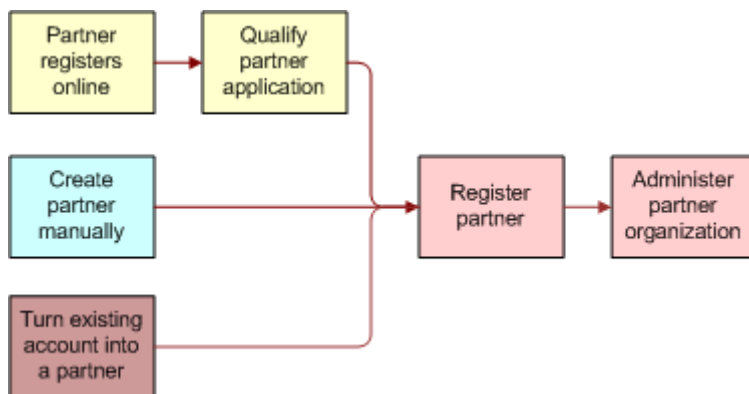 Partner
registers
online
Qualify
partner
application
Create
partner
manually
Register
partner
Administer
partner
organization
Turn existing
account into
a partner